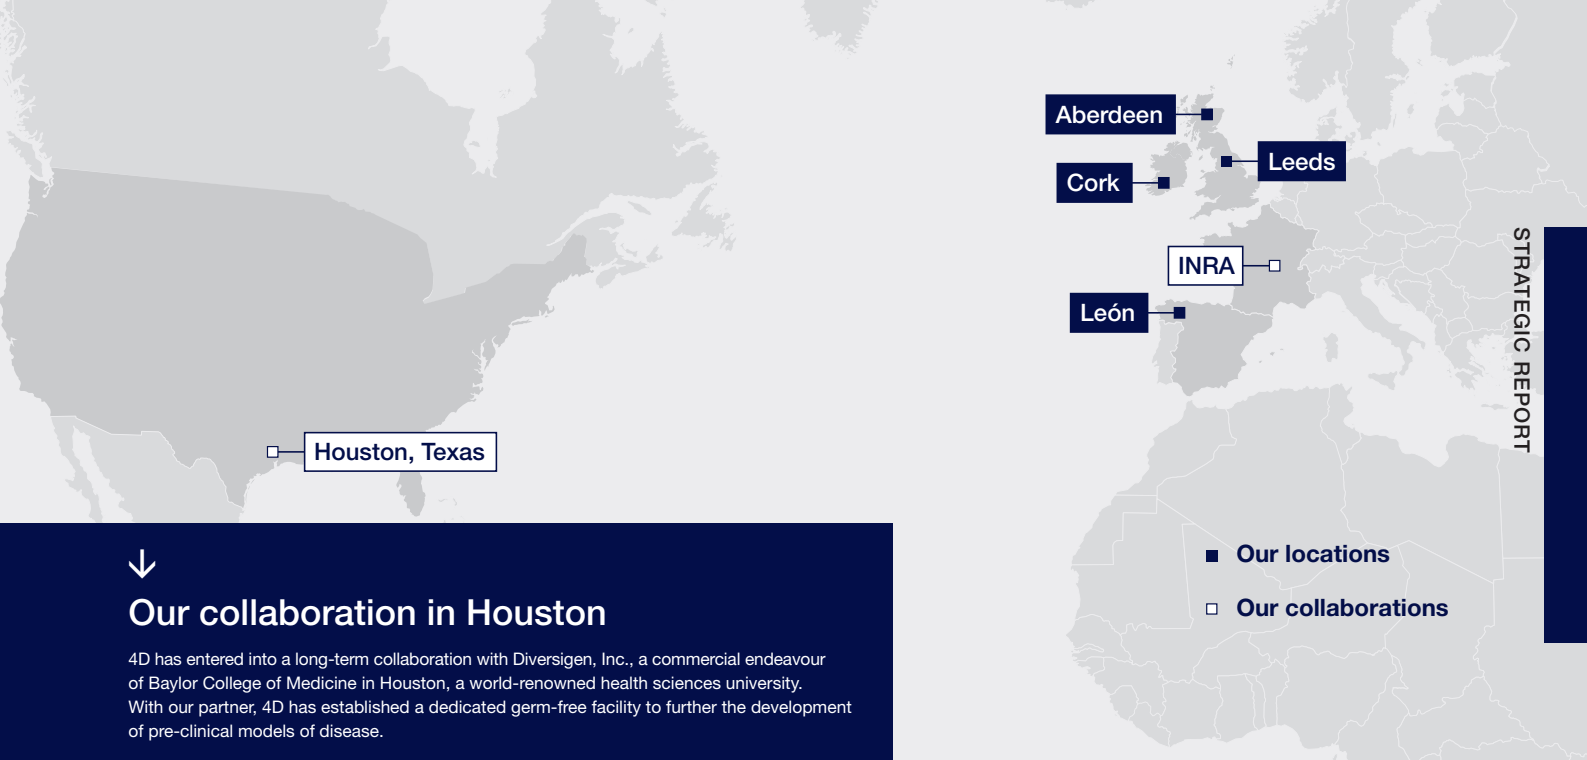 Aberdeen
Leeds
Cork
INRA
León
STRATEGIC REPORT
Houston, Texas
Our locations
Our collaborations
Our collaboration in Houston
4D has entered into a long-term collaboration with Diversigen, Inc., a commercial endeavour
of Baylor College of Medicine in Houston, a world-renowned health sciences university.
With our partner, 4D has established a dedicated germ-free facility to further the development
of pre-clinical models of disease.